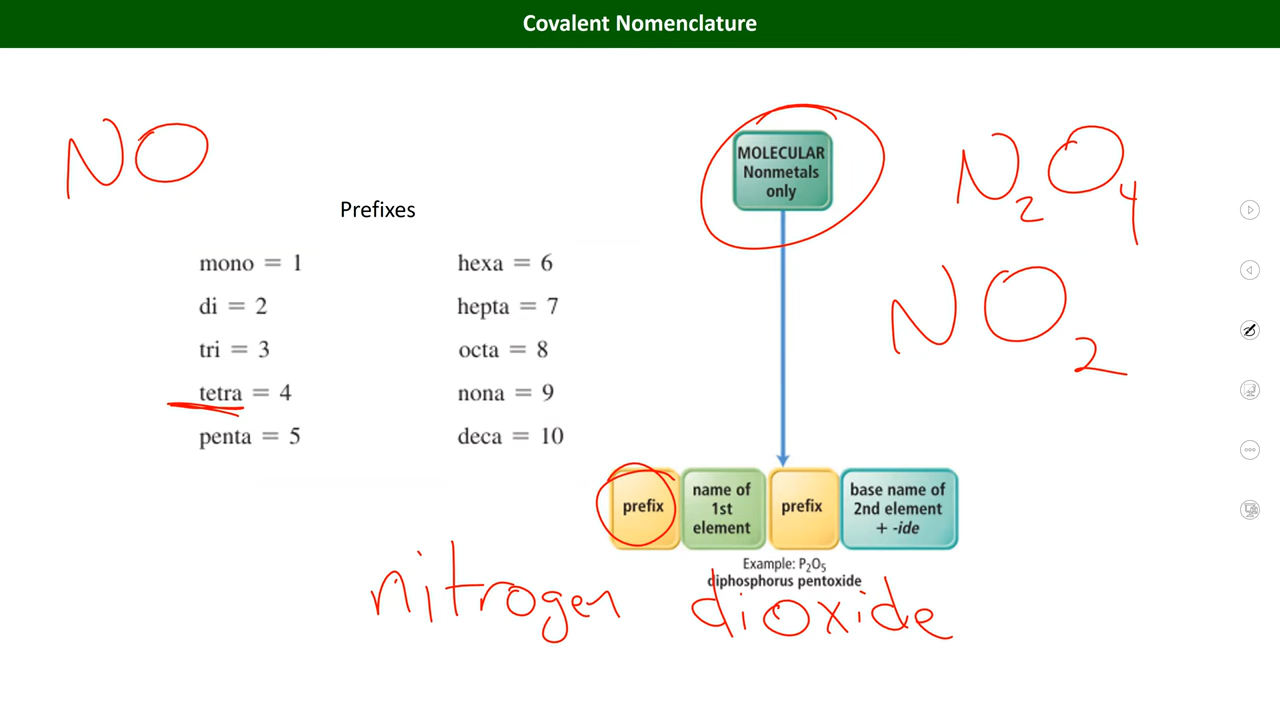 Covalent Nomenclature
NO
Prefixes
mono = 1
di = 2
tri = 3
tetra = 4
penta = 5
hexa = 6
hepta = 7
octa = 8
nona = 9
deca = 10
MOLECULAR
Nonmetals
only
N₂O₄
NO₂
prefix
name of
1st
element
prefix
base name of
2nd element
+ -ide
Example: P₂O₅
diphosphorus pentoxide
nitrogen dioxide